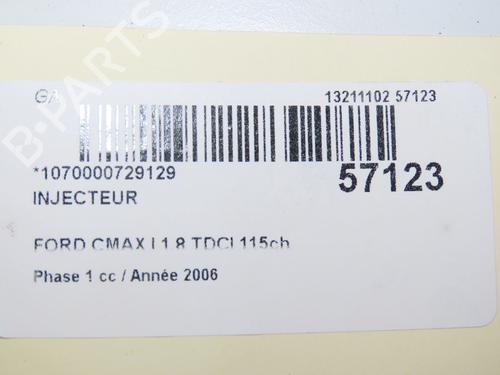 B-PARTS
GA
13211102 57123
*1070000729129
57123
INJECTEUR
FORD CMAX I 1.8 TDCI 115ch
Phase 1 cc / Année 2006